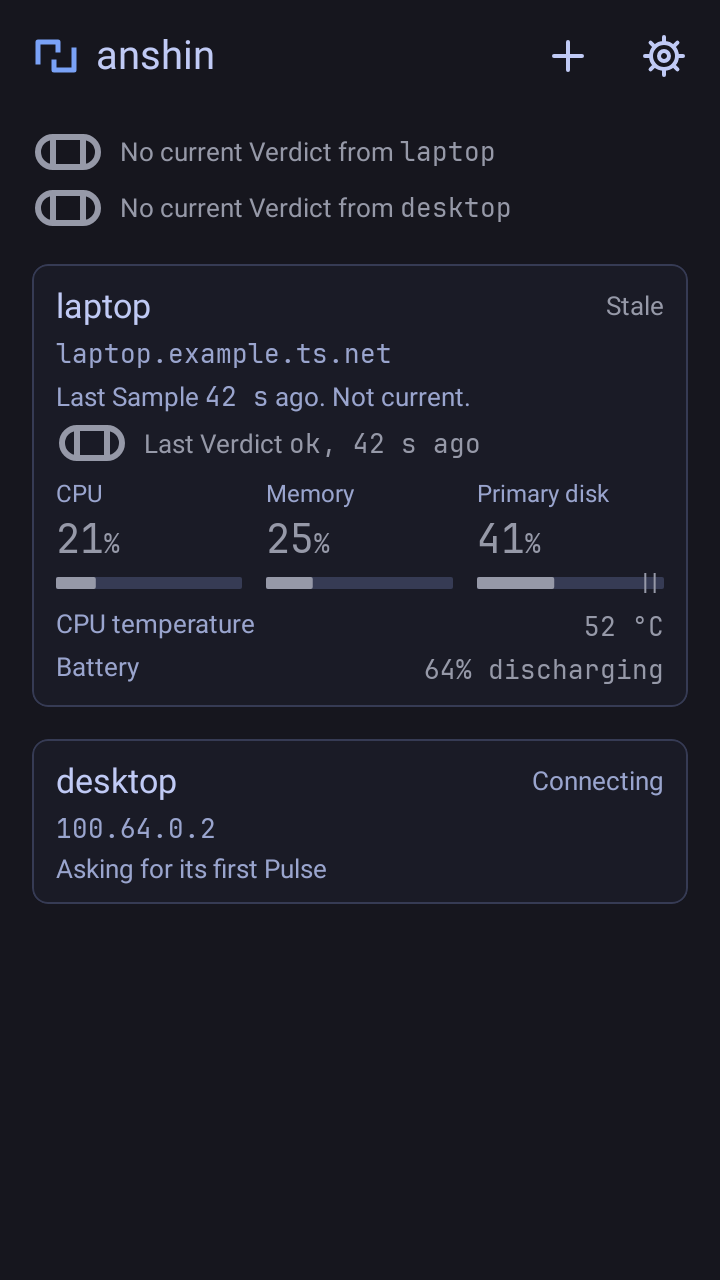 anshin
No current Verdict from laptop
No current Verdict from desktop
laptop Stale
laptop.example.ts.net
Last Sample 42 s ago. Not current.
Last Verdict ok, 42 s ago
CPU Memory Primary disk
21% 25% 41%
CPU temperature 52 °C
Battery 64% discharging
desktop Connecting
100.64.0.2
Asking for its first Pulse